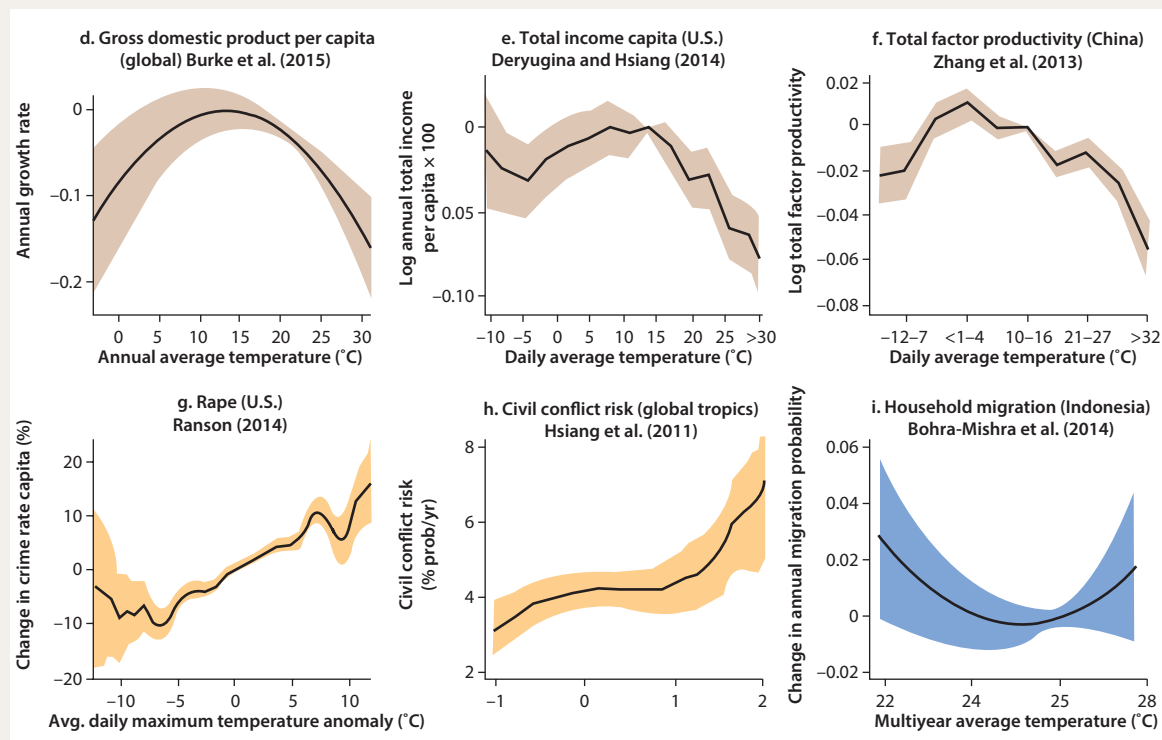 d. Gross domestic product per capita
(global) Burke et al. (2015)
Annual growth rate
0
–0.1
–0.2
0 5 10 15 20 25 30
Annual average temperature (˚C)
e. Total income capita (U.S.)
Deryugina and Hsiang (2014)
Log annual total income
per capita × 100
0
0.05
–0.10
–10 –5 0 5 10 15 20 25 >30
Daily average temperature (˚C)
f. Total factor productivity (China)
Zhang et al. (2013)
Log total factor productivity
0.02
0
–0.02
–0.04
–0.06
–0.08
–12–7 <1–4 10–16 21–27 >32
Daily average temperature (˚C)
g. Rape (U.S.)
Ranson (2014)
Change in crime rate capita (%)
20
10
0
–10
–20
–10 –5 0 5 10
Avg. daily maximum temperature anomaly (˚C)
h. Civil conflict risk (global tropics)
Hsiang et al. (2011)
Civil conflict risk
(% prob/yr)
8
6
4
2
–1 0 1 2
i. Household migration (Indonesia)
Bohra-Mishra et al. (2014)
Change in annual migration probability
0.06
0.04
0.02
0
–0.02
22 24 25 28
Multiyear average temperature (˚C)